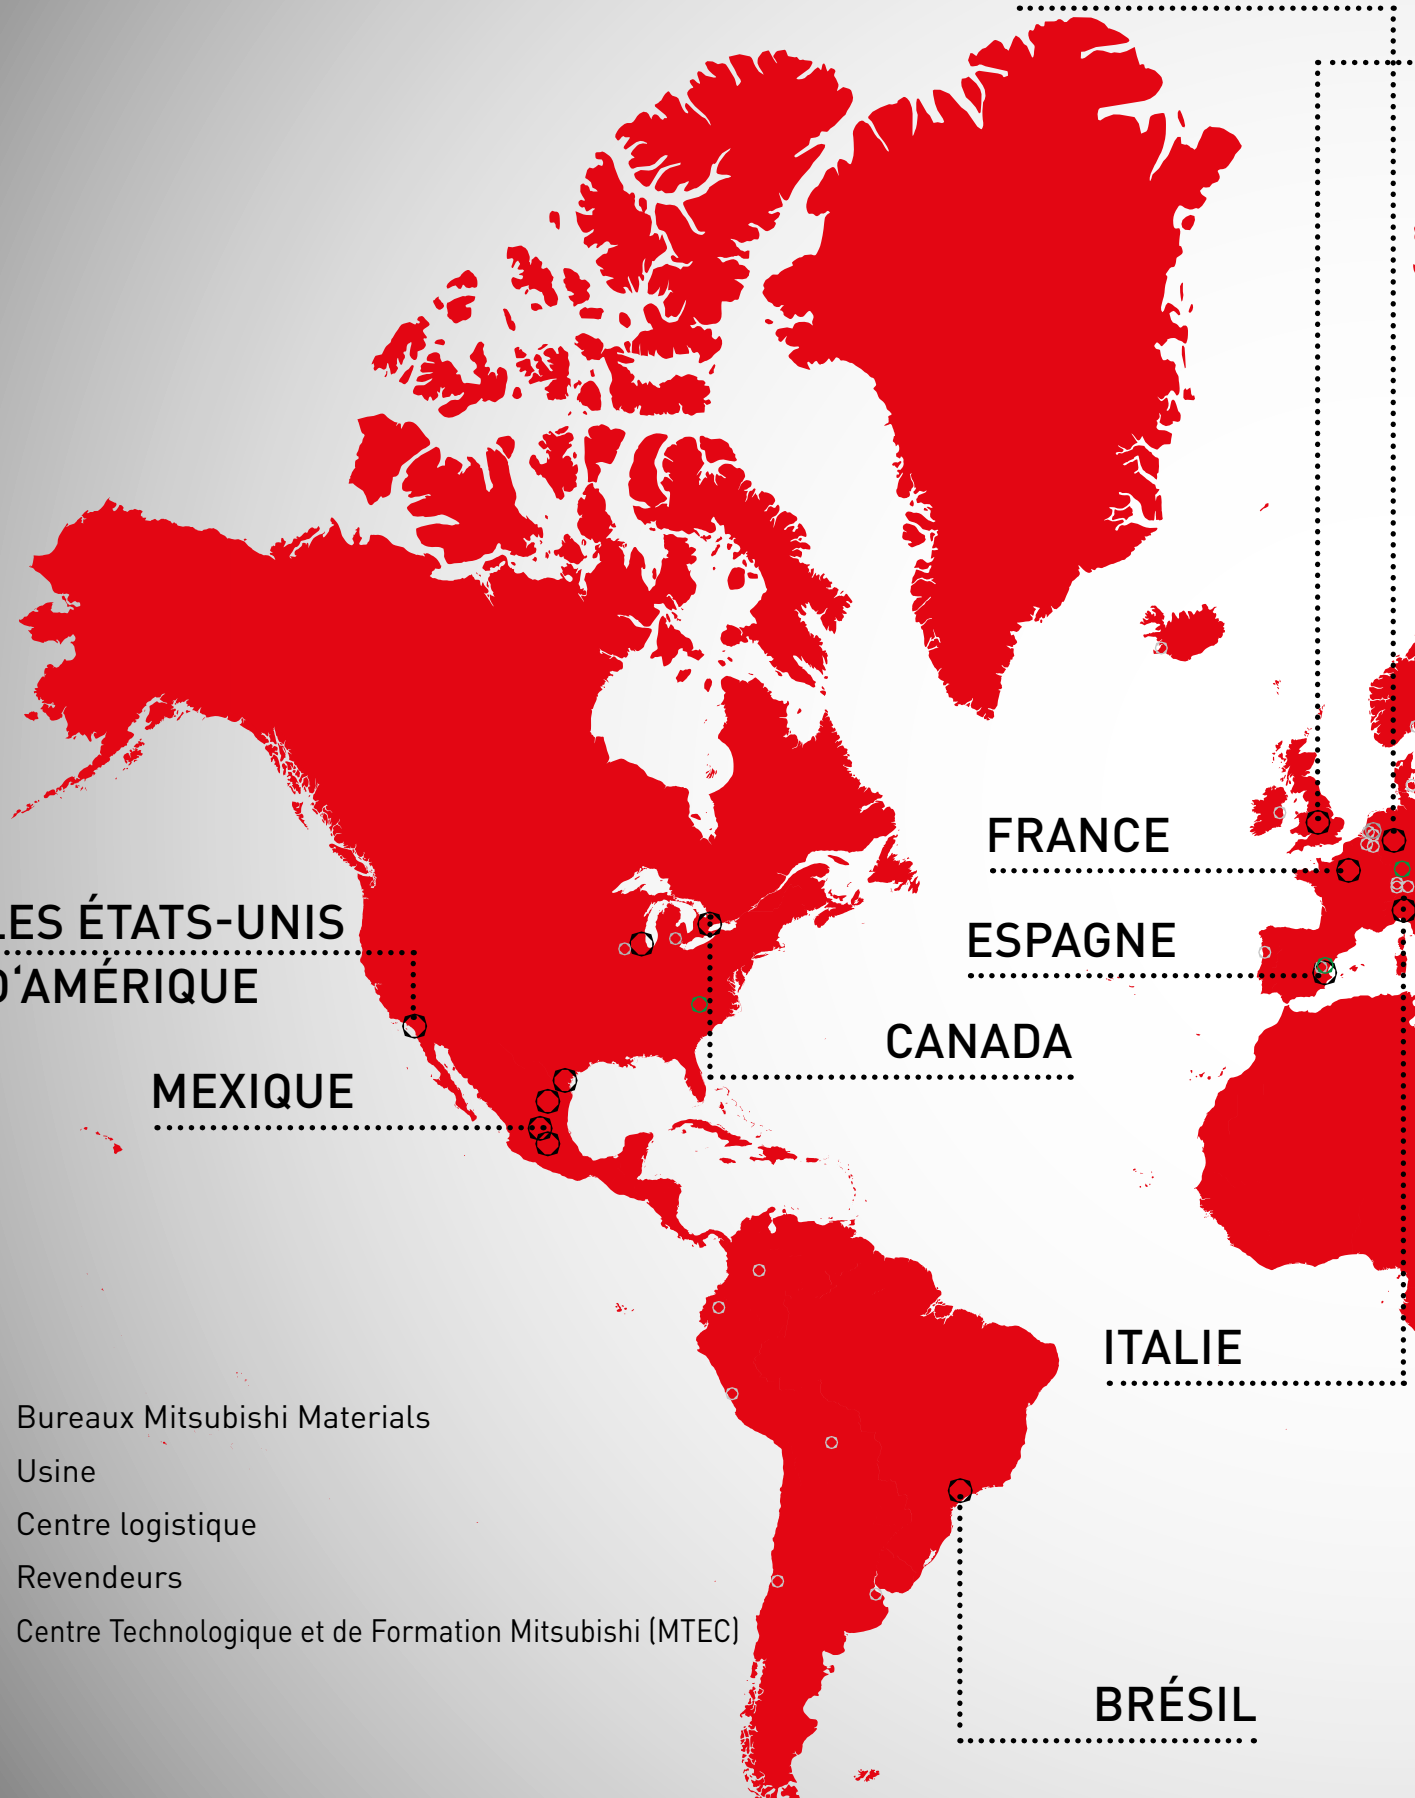 FRANCE
LES ÉTATS-UNIS
D'AMÉRIQUE
ESPAGNE
CANADA
MEXIQUE
ITALIE
Bureaux Mitsubishi Materials
Usine
Centre logistique
Revendeurs
Centre Technologique et de Formation Mitsubishi (MTEC)
BRÉSIL